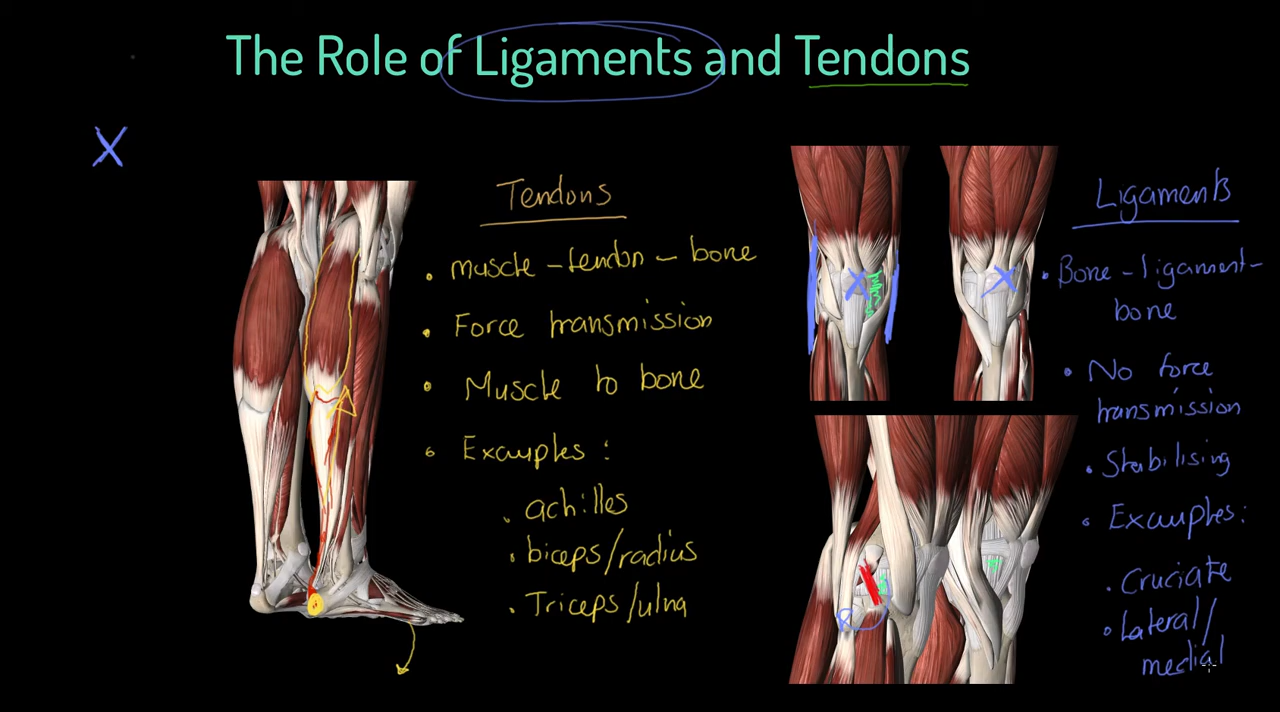 The Role of Ligaments and Tendons
X
Tendons
• Muscle – tendon – bone
• Force transmission
• Muscle to bone
• Examples :
• achilles
• biceps/radius
• Triceps/ulna
X
X
Ligaments
• Bone – ligament –
bone
• No force
transmission
• Stabilising
• Examples:
• Cruciate
• Lateral/
medial